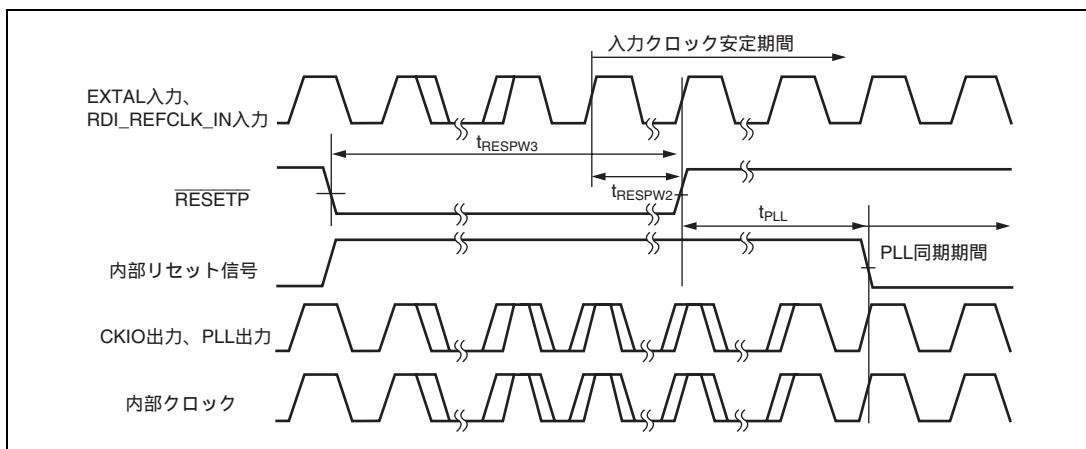 入力クロック安定期間
EXTAL入力、
RDI_REFCLK_IN入力
tRESPW3
RESETP
tRESPW2
tPLL
内部リセット信号
PLL同期期間
CKIO出力、PLL出力
内部クロック